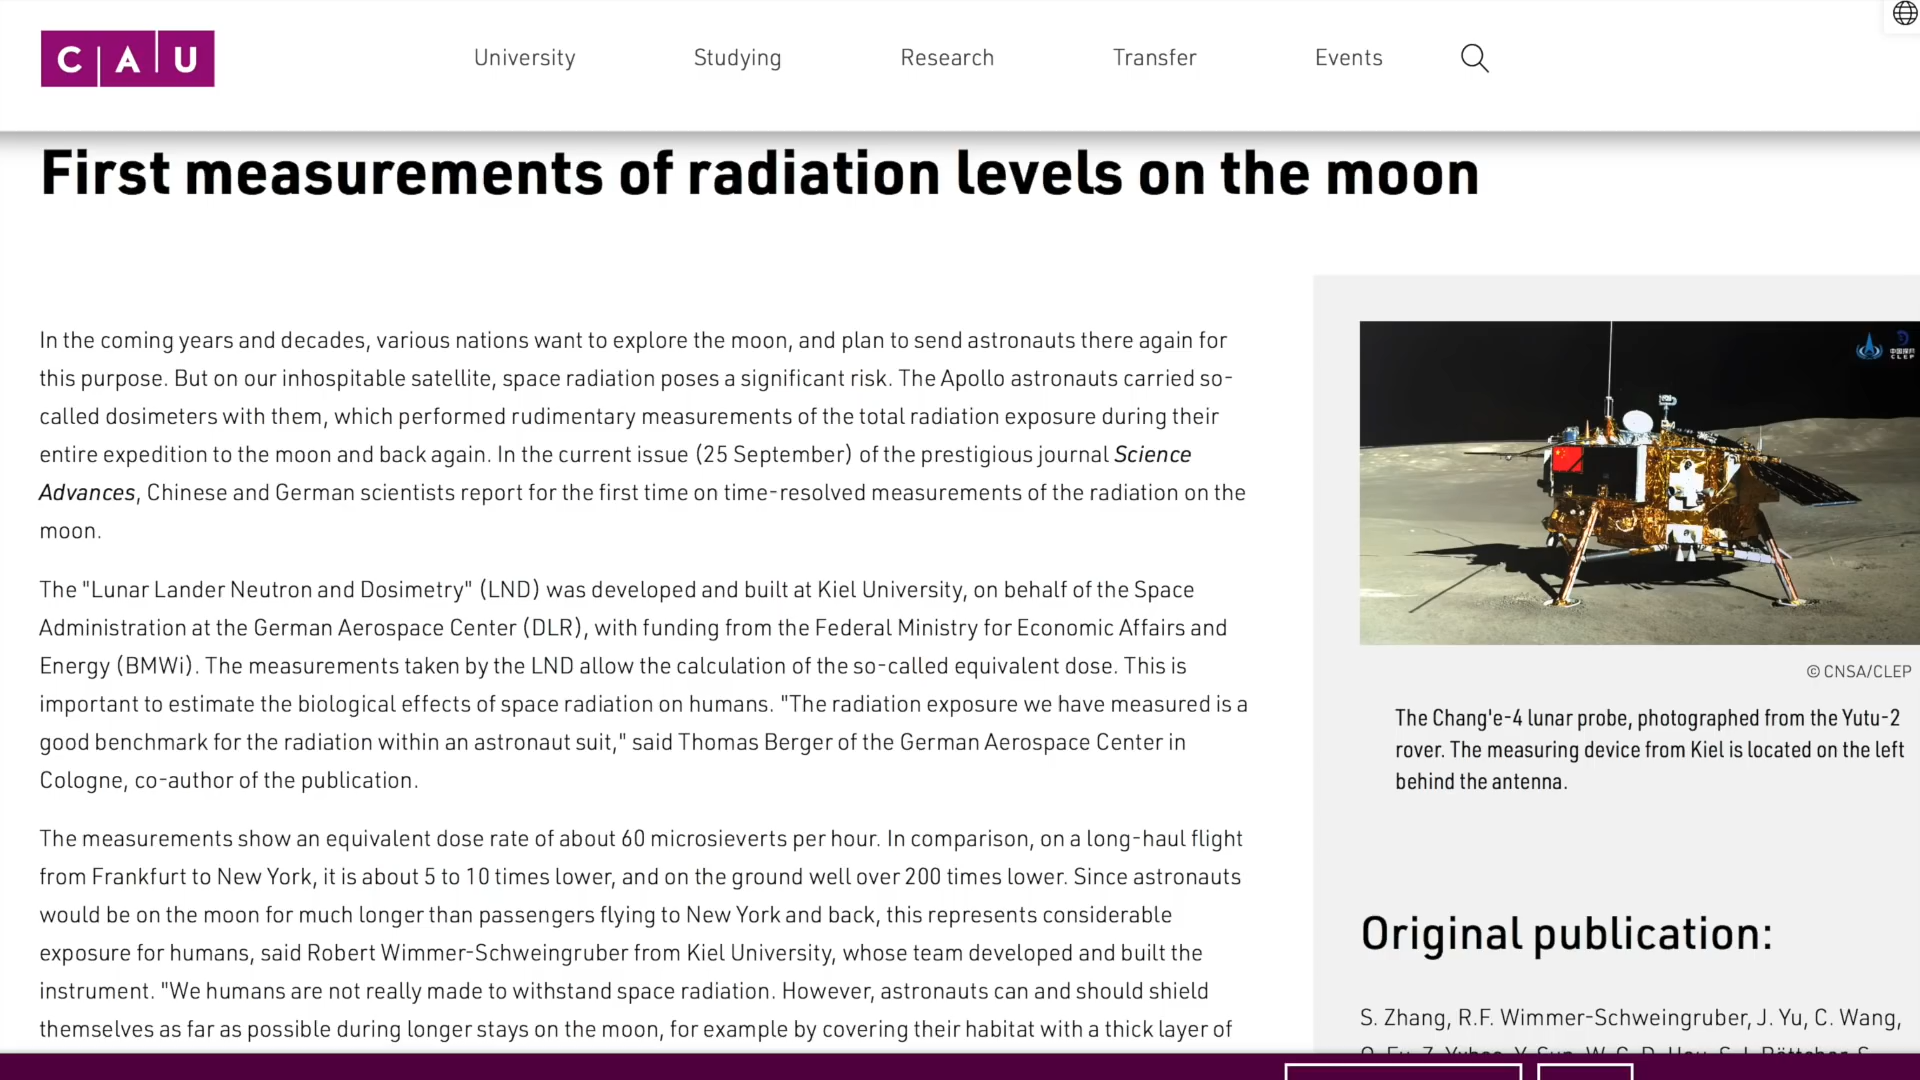 CAU
University Studying Research Transfer Events
First measurements of radiation levels on the moon
In the coming years and decades, various nations want to explore the moon, and plan to send astronauts there again for
this purpose. But on our inhospitable satellite, space radiation poses a significant risk. The Apollo astronauts carried so-
called dosimeters with them, which performed rudimentary measurements of the total radiation exposure during their
entire expedition to the moon and back again. In the current issue (25 September) of the prestigious journal Science
Advances, Chinese and German scientists report for the first time on time-resolved measurements of the radiation on the
moon.
The "Lunar Lander Neutron and Dosimetry" (LND) was developed and built at Kiel University, on behalf of the Space
Administration at the German Aerospace Center (DLR), with funding from the Federal Ministry for Economic Affairs and
Energy (BMWi). The measurements taken by the LND allow the calculation of the so-called equivalent dose. This is
important to estimate the biological effects of space radiation on humans. "The radiation exposure we have measured is a
good benchmark for the radiation within an astronaut suit," said Thomas Berger of the German Aerospace Center in
Cologne, co-author of the publication.
The measurements show an equivalent dose rate of about 60 microsieverts per hour. In comparison, on a long-haul flight
from Frankfurt to New York, it is about 5 to 10 times lower, and on the ground well over 200 times lower. Since astronauts
would be on the moon for much longer than passengers flying to New York and back, this represents considerable
exposure for humans, said Robert Wimmer-Schweingruber from Kiel University, whose team developed and built the
instrument. "We humans are not really made to withstand space radiation. However, astronauts can and should shield
themselves as far as possible during longer stays on the moon, for example by covering their habitat with a thick layer of
CLEP
© CNSA/CLEP
The Chang'e-4 lunar probe, photographed from the Yutu-2
rover. The measuring device from Kiel is located on the left
behind the antenna.
Original publication:
S. Zhang, R.F. Wimmer-Schweingruber, J. Yu, C. Wang,